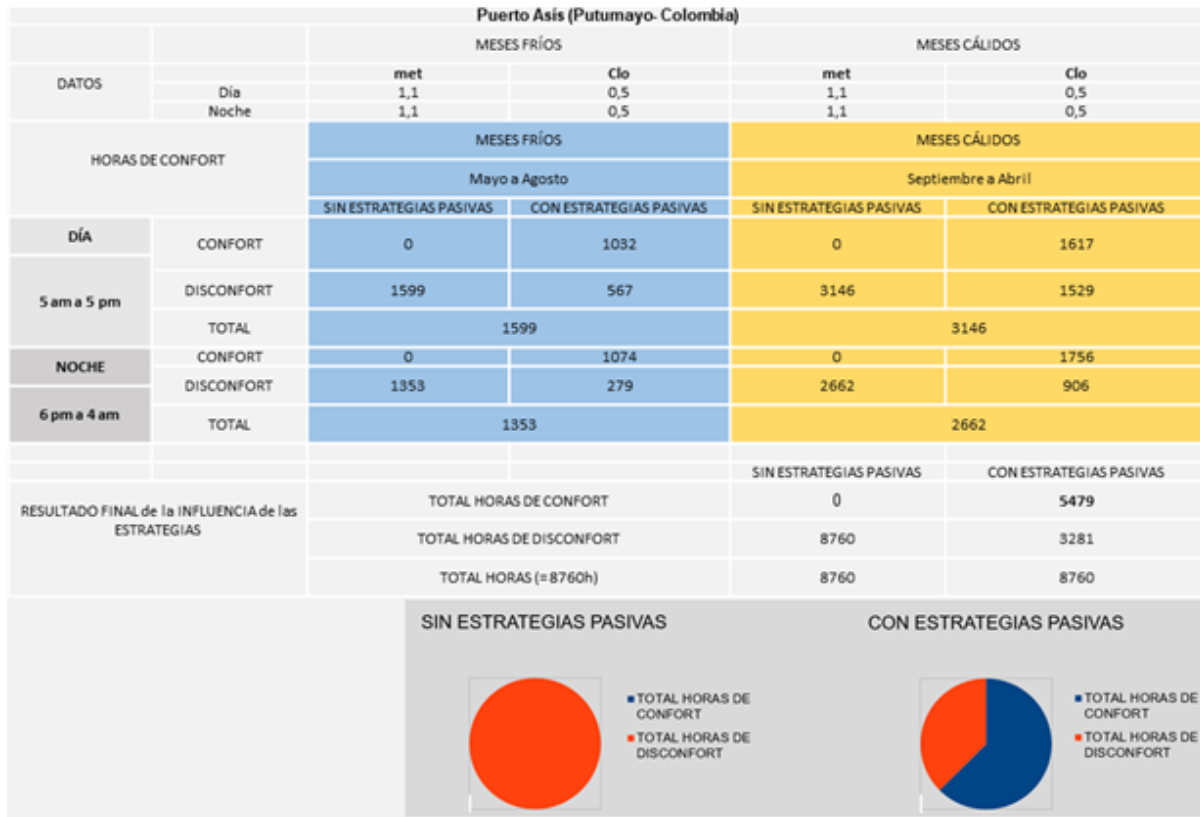 Puerto Asís (Putumayo- Colombia)
MESES FRÍOS MESES CÁLIDOS
DATOS met Clo met Clo
Día 1,1 0,5 1,1 0,5
Noche 1,1 0,5 1,1 0,5
HORAS DE CONFORT MESES FRÍOS MESES CÁLIDOS
Mayo a Agosto Septiembre a Abril
SIN ESTRATEGIAS PASIVAS CON ESTRATEGIAS PASIVAS SIN ESTRATEGIAS PASIVAS CON ESTRATEGIAS PASIVAS
DÍA CONFORT 0 1032 0 1617
5 am a 5 pm DISCONFORT 1599 567 3146 1529
TOTAL 1599 3146
NOCHE CONFORT 0 1074 0 1756
DISCONFORT 1353 279 2662 906
6 pm a 4 am TOTAL 1353 2662
SIN ESTRATEGIAS PASIVAS CON ESTRATEGIAS PASIVAS
RESULTADO FINAL de la INFLUENCIA de las
ESTRATEGIAS
TOTAL HORAS DE CONFORT 0 5479
TOTAL HORAS DE DISCONFORT 8760 3281
TOTAL HORAS (=8760h) 8760 8760
SIN ESTRATEGIAS PASIVAS
TOTAL HORAS DE
CONFORT
TOTAL HORAS DE
DISCONFORT
CON ESTRATEGIAS PASIVAS
TOTAL HORAS DE
CONFORT
TOTAL HORAS DE
DISCONFORT